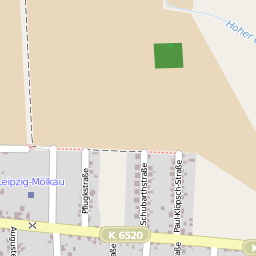 Hoher
Leipzig-Mölkau
Pflugkstraße
Schubarthstraße
Paul-Klöpsch-Straße
K 6520
K